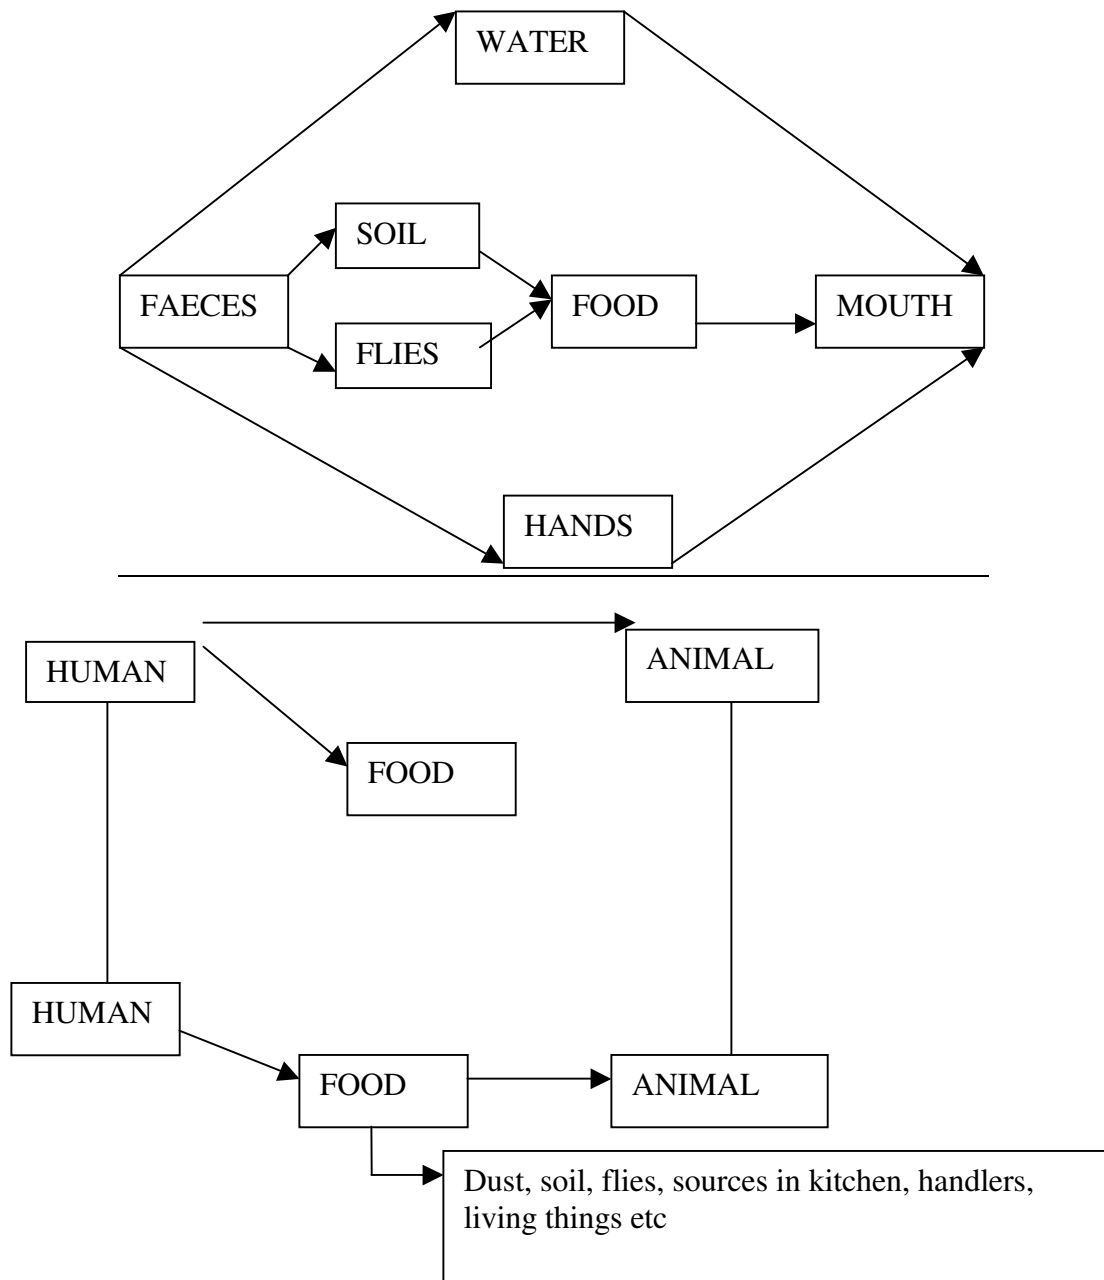 WATER
SOIL
FAECES
FOOD
MOUTH
FLIES
HANDS
HUMAN
ANIMAL
FOOD
HUMAN
FOOD
ANIMAL
Dust, soil, flies, sources in kitchen, handlers,
living things etc